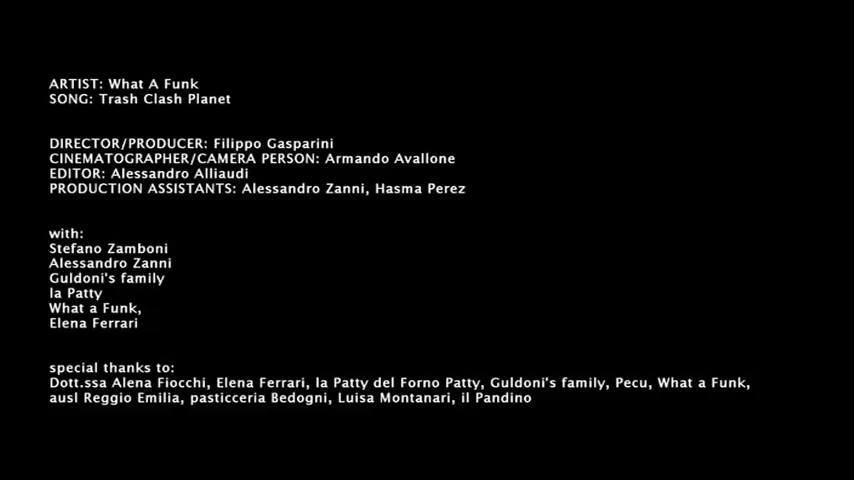 ARTIST: What A Funk
SONG: Trash Clash Planet
DIRECTOR/PRODUCER: Filippo Gasparini
CINEMATOGRAPHER/CAMERA PERSON: Armando Avallone
EDITOR: Alessandro Alliaudi
PRODUCTION ASSISTANTS: Alessandro Zanni, Hasma Perez
with:
Stefano Zamboni
Alessandro Zanni
Guldoni's family
la Patty
What a Funk,
Elena Ferrari
special thanks to:
Dott.ssa Alena Fiocchi, Elena Ferrari, la Patty del Forno Patty, Guldoni's family, Pecu, What a Funk,
ausl Reggio Emilia, pasticceria Bedogni, Luisa Montanari, il Pandino